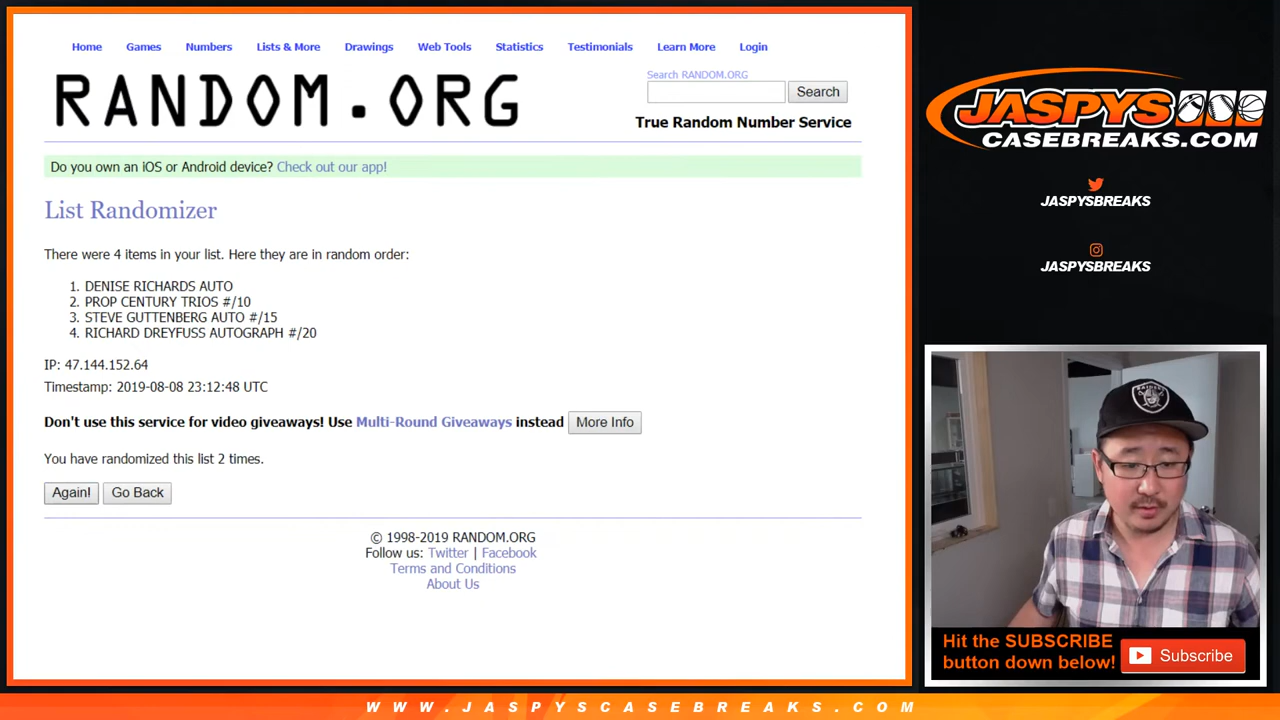 Home Games Numbers Lists & More Drawings Web Tools Statistics Testimonials Learn More Login
RANDOM.ORG
Search RANDOM.ORG
Search
True Random Number Service
Do you own an iOS or Android device? Check out our app!
List Randomizer
There were 4 items in your list. Here they are in random order:
1. DENISE RICHARDS AUTO
2. PROP CENTURY TRIOS #/10
3. STEVE GUTTENBERG AUTO #/15
4. RICHARD DREYFUSS AUTOGRAPH #/20
IP: 47.144.152.64
Timestamp: 2019-08-08 23:12:48 UTC
Don't use this service for video giveaways! Use Multi-Round Giveaways instead More Info
You have randomized this list 2 times.
Again! Go Back
© 1998-2019 RANDOM.ORG
Follow us: Twitter | Facebook
Terms and Conditions
About Us
JASPYS
CASEBREAKS.COM
JASPYSBREAKS
JASPYSBREAKS
RAIDERS
Hit the SUBSCRIBE
button down below!
Subscribe
WWW.JASPYSCASEBREAKS.COM